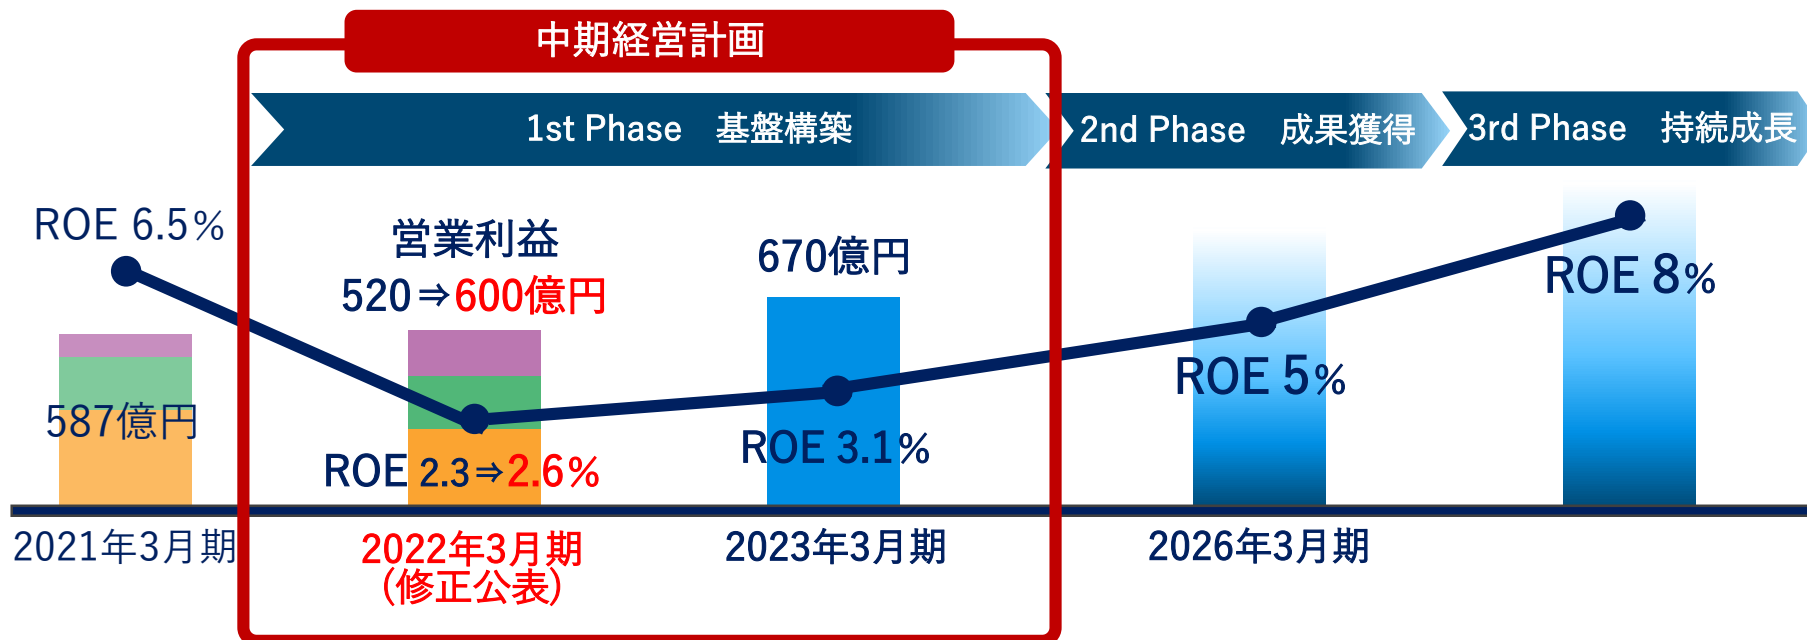 中期経営計画
1st Phase　基盤構築
2nd Phase　成果獲得
3rd Phase　持続成長
ROE 6.5%
営業利益
520⇒600億円
670億円
587億円
ROE 2.3⇒2.6%
ROE 3.1%
ROE 5%
ROE 8%
2021年3月期
2022年3月期
(修正公表)
2023年3月期
2026年3月期